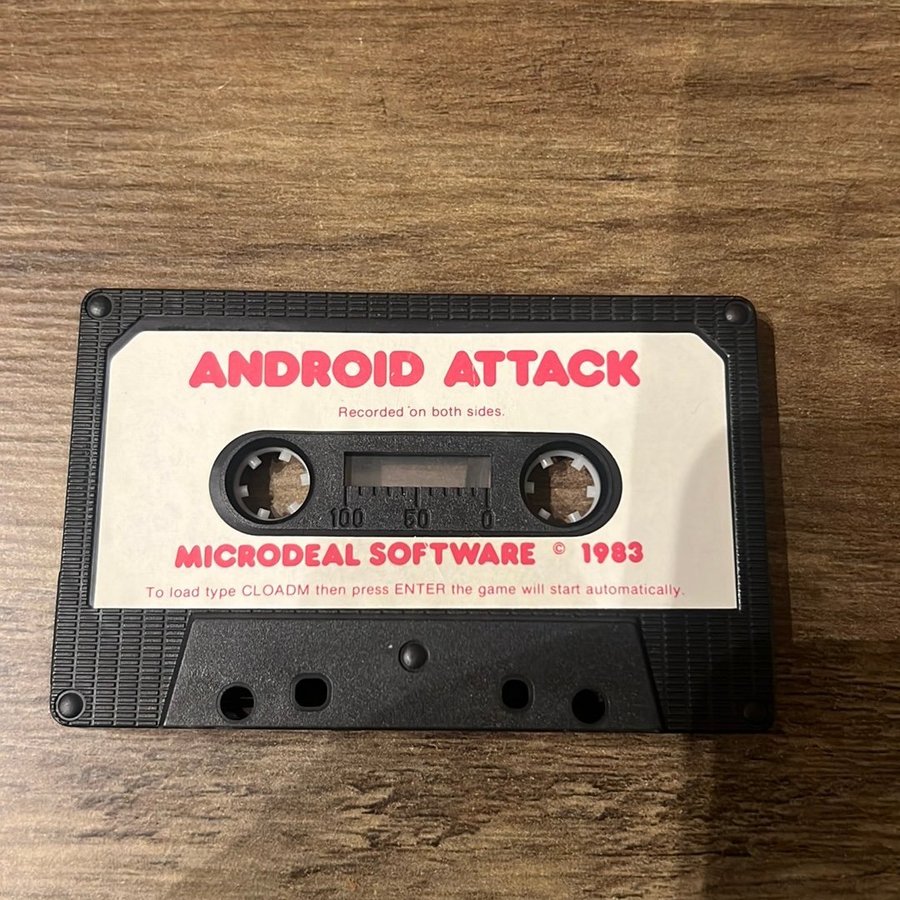 ANDROID ATTACK
Recorded on both sides.
100 50 0
MICRODEAL SOFTWARE © 1983
To load type CLOADM then press ENTER the game will start automatically.